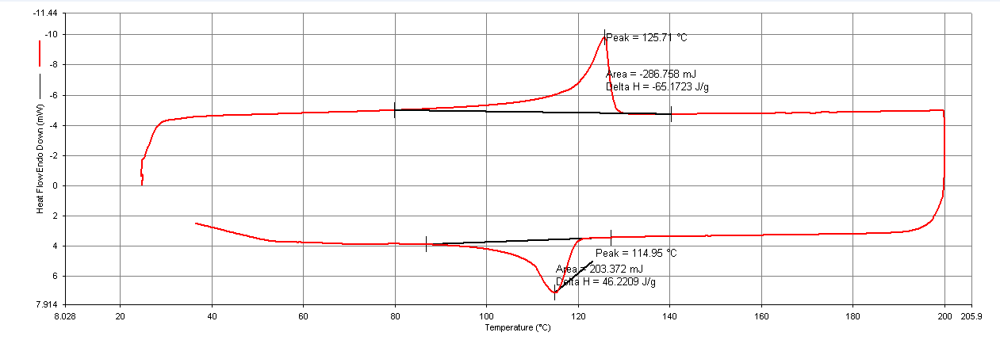 -11.44
-10
Peak = 125.71 °C
-8
Area = -286.758 mJ
Delta H = -65.1723 J/g
-6
-4
-2
0
2
4
Peak = 114.95 °C
Area = 203.372 mJ
6
Delta H = 46.2209 J/g
7.914
Heat Flow Endo Down (mW)
8.028 20 40 60 80 100 120 140 160 180 200 205.9
Temperature (°C)